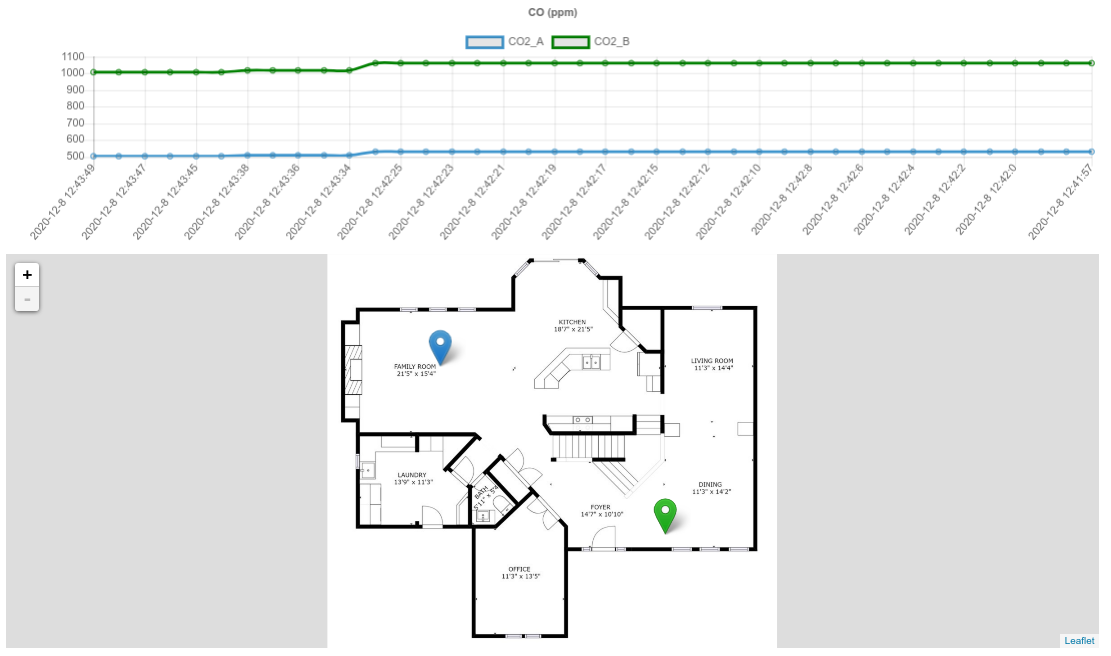 CO (ppm)
CO2_A CO2_B
1100
1000
900
800
700
600
500
2020-12-8 12:43:49
2020-12-8 12:43:47
2020-12-8 12:43:45
2020-12-8 12:43:38
2020-12-8 12:43:36
2020-12-8 12:43:34
2020-12-8 12:42:25
2020-12-8 12:42:23
2020-12-8 12:42:21
2020-12-8 12:42:19
2020-12-8 12:42:17
2020-12-8 12:42:15
2020-12-8 12:42:12
2020-12-8 12:42:10
2020-12-8 12:42:8
2020-12-8 12:42:6
2020-12-8 12:42:4
2020-12-8 12:42:2
2020-12-8 12:42:0
2020-12-8 12:41:57
+
-
KITCHEN
18'7" x 21'5"
FAMILY ROOM
21'5" x 15'4"
LIVING ROOM
11'3" x 14'4"
LAUNDRY
13'9" x 11'3"
BATH
5'11" x 5'4"
DINING
11'3" x 14'2"
FOYER
14'7" x 10'10"
OFFICE
11'3" x 13'5"
Leaflet